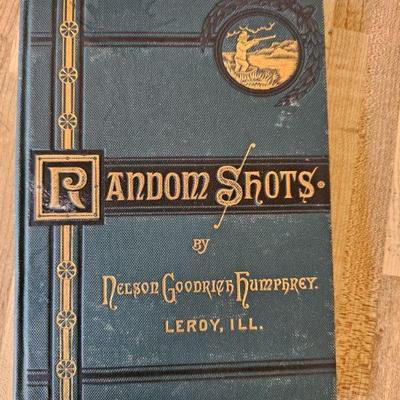 RANDOM SHOTS.
BY
NELSON GOODRICH HUMPHREY.
LEROY, ILL.